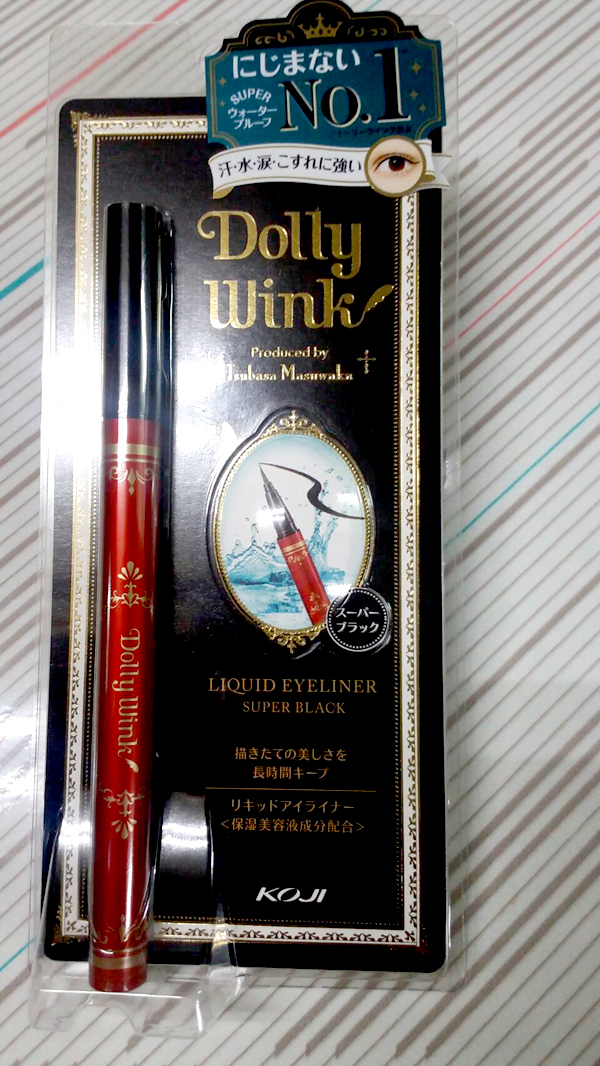 にじまない
SUPER
ウォーター
プルーフ
No.1
汗・水・涙・こすれに強い
Dolly
Wink
Produced by
Tsubasa Masuwaka
スーパー
ブラック
Dolly Wink
LIQUID EYELINER
SUPER BLACK
描きたての美しさを
長時間キープ
リキッドアイライナー
<保湿美容液成分配合>
KOJI